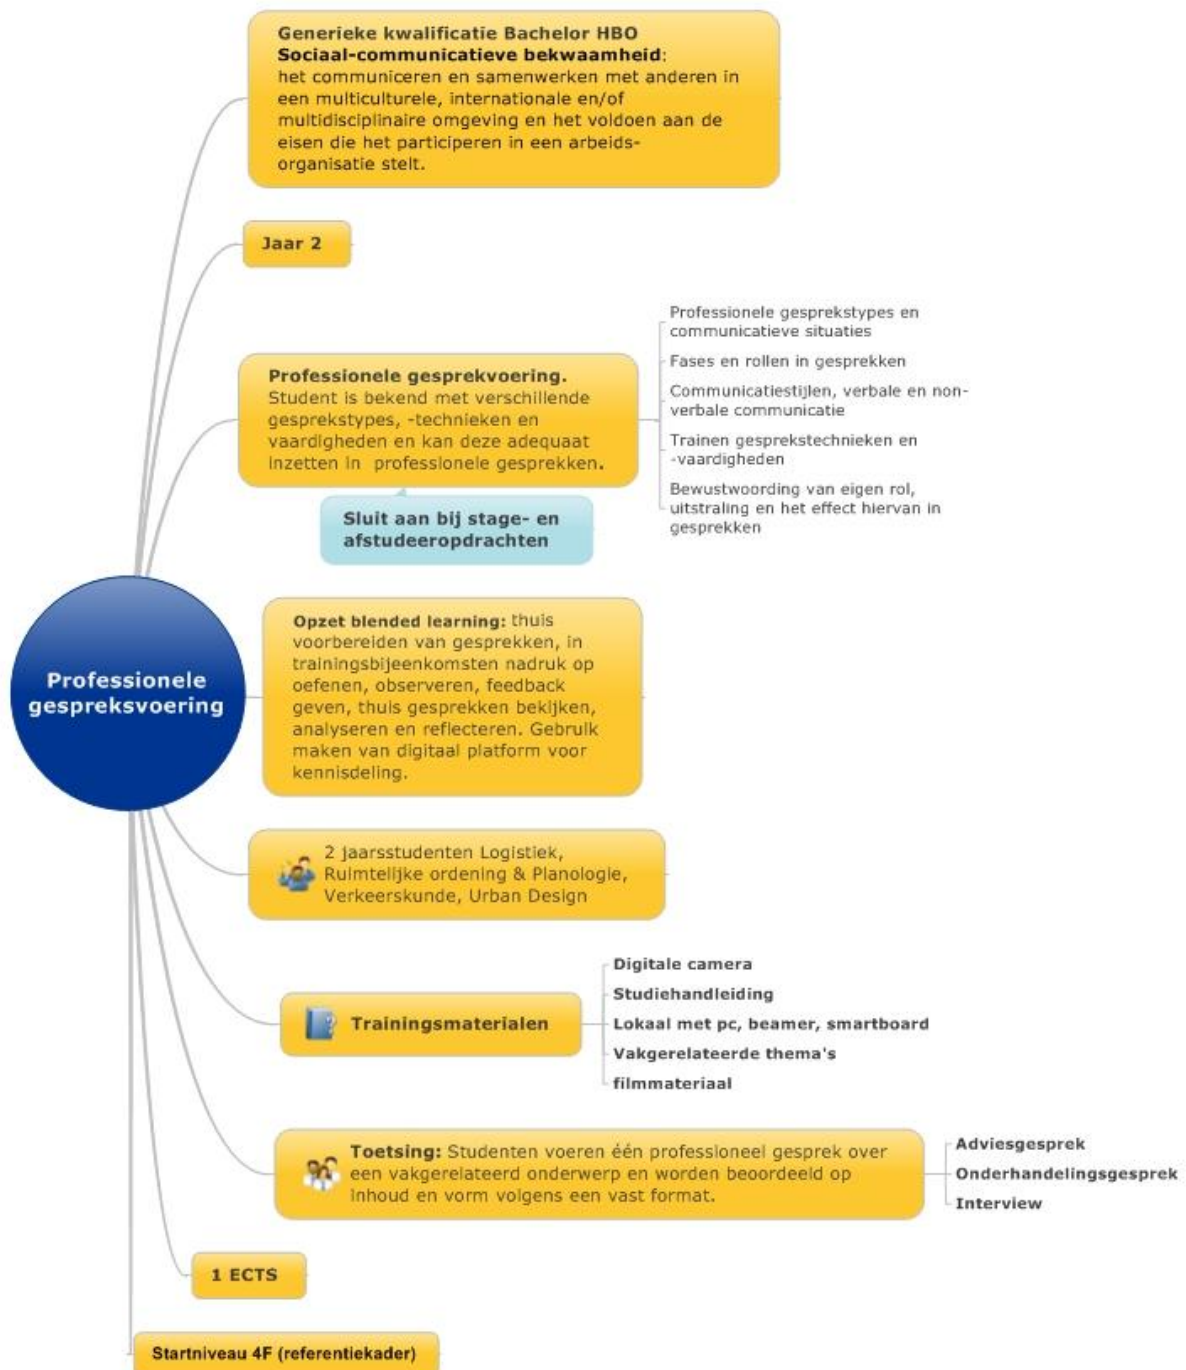 Generieke kwalificatie Bachelor HBO
Sociaal-communicatieve bekwaamheid:
het communiceren en samenwerken met anderen in
een multiculturele, internationale en/of
multidisciplinaire omgeving en het voldoen aan de
eisen die het participeren in een arbeids-
organisatie stelt.
Jaar 2
Professionele gesprekvoering.
Student is bekend met verschillende
gesprekstypes, -technieken en
vaardigheden en kan deze adequaat
inzetten in professionele gesprekken.
Professionele gesprekstypes en
communicatieve situaties
Fases en rollen in gesprekken
Communicatiestijlen, verbale en non-
verbale communicatie
Trainen gesprekstechnieken en
-vaardigheden
Bewustwoording van eigen rol,
uitstraling en het effect hiervan in
gesprekken
Sluit aan bij stage- en
afstudeeropdrachten
Professionele
gespreksvoering
Opzet blended learning: thuis
voorbereiden van gesprekken, in
trainingsbijeenkomsten nadruk op
oefenen, observeren, feedback
geven, thuis gesprekken bekijken,
analyseren en reflecteren. Gebruik
maken van digitaal platform voor
kennisdeling.
2 jaarsstudenten Logistiek,
Ruimtelijke ordening & Planologie,
Verkeerskunde, Urban Design
Trainingsmaterialen
Digitale camera
Studiehandleiding
Lokaal met pc, beamer, smartboard
Vakgerelateerde thema's
filmmateriaal
Toetsing: Studenten voeren één professioneel gesprek over
een vakgerelateerd onderwerp en worden beoordeeld op
inhoud en vorm volgens een vast format.
Adviesgesprek
Onderhandelingsgesprek
Interview
1 ECTS
Startniveau 4F (referentiekader)